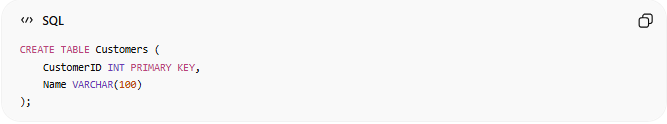 </> SQL
CREATE TABLE Customers (
    CustomerID INT PRIMARY KEY,
    Name VARCHAR(100)
);